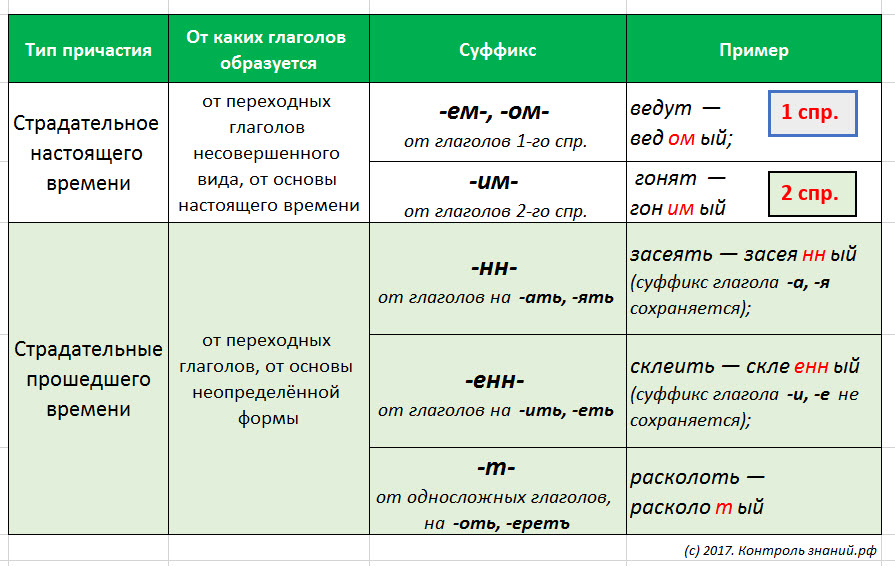 Тип причастия
От каких глаголов
образуется
Суффикс
Пример
Страдательное
настоящего
времени
от переходных
глаголов
несовершенного
вида, от основы
настоящего времени
-ем-, -ом-
от глаголов 1-го спр.
ведут —
вед ом ый;
1 спр.
-им-
от глаголов 2-го спр.
гонят —
гон им ый
2 спр.
Страдательные
прошедшего
времени
от переходных
глаголов, от основы
неопределённой
формы
-нн-
от глаголов на -ать, -ять
засеять — засея нн ый
(суффикс глагола -а, -я
сохраняется);
-енн-
от глаголов на -ить, -еть
склеить — скле енн ый
(суффикс глагола -и, -е не
сохраняется);
-т-
от односложных глаголов,
на -оть, -еретъ
расколоть —
расколо т ый
(с) 2017. Контроль знаний.рф